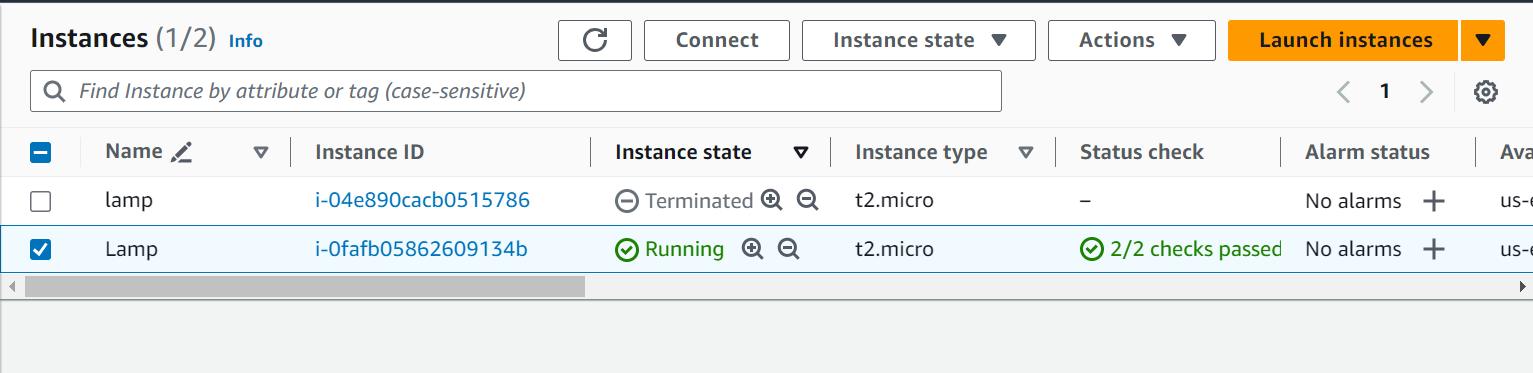 Instances (1/2) Info
Connect
Instance state
Actions
Launch instances
Find Instance by attribute or tag (case-sensitive)
1
Name Instance ID Instance state Instance type Status check Alarm status Ava
lamp i-04e890cacb0515786 Terminated t2.micro – No alarms us-e
Lamp i-0fafb05862609134b Running t2.micro 2/2 checks passed No alarms us-e